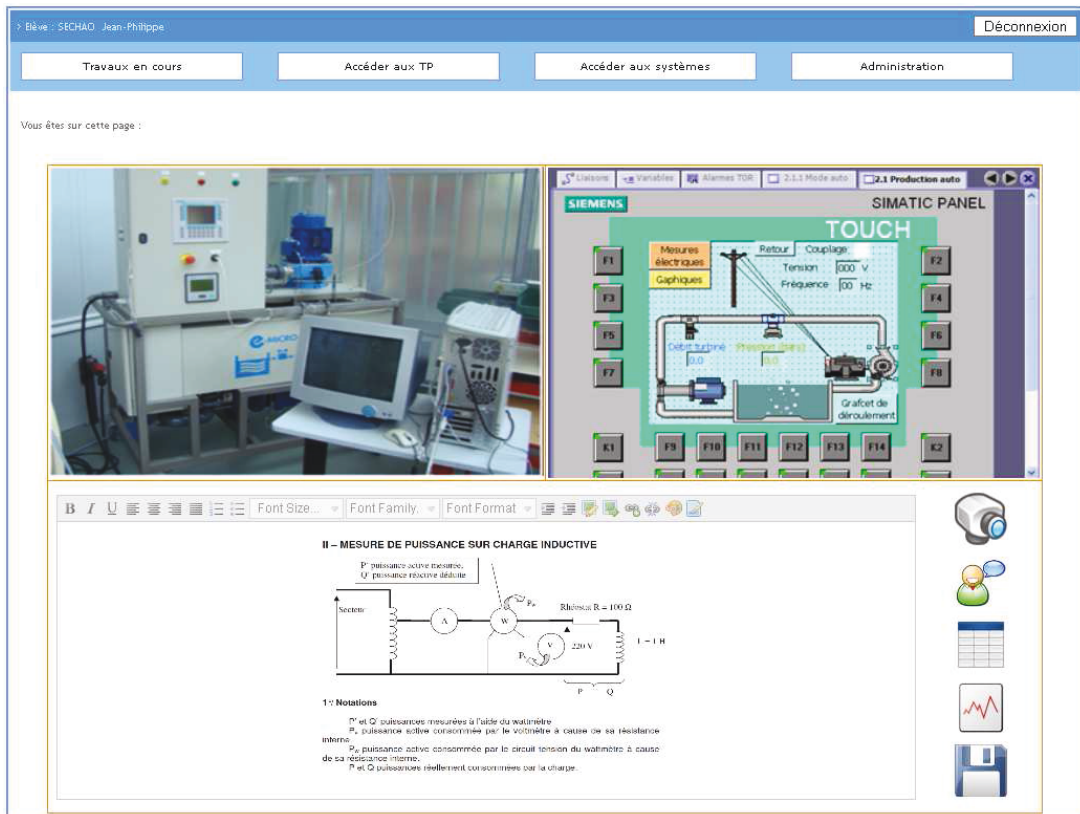 > Elève : SECHAO Jean-Philippe
Déconnexion
Travaux en cours
Accéder aux TP
Accéder aux systèmes
Administration
Vous êtes sur cette page :
e MICRO
Liaisons
Variables
Alarmes TOR
2.1.1 Mode auto
2.1 Production auto
SIEMENS
SIMATIC PANEL
TOUCH
Mesures
électriques
Gaphiques
Retour
Couplage
Tension 000 V
Fréquence 00 Hz
Débit turbine
0.0
Pression (bars)
0.0
Grafcet de
déroulement
F1
F2
F3
F4
F5
F6
F7
F8
K1
F9
F10
F11
F12
F13
F14
K2
B I U
Font Size...
Font Family.
Font Format
II – MESURE DE PUISSANCE SUR CHARGE INDUCTIVE
P' puissance active mesurée,
Q' puissance réactive déduite
Secteur
A
W
Pw
V
Pv
Rhéostat R = 100 Ω
220 V
L = 1 H
P Q
Notations
P' et Q' puissances mesurées à l'aide du wattmètre
Pv puissance active consommée par le voltmètre à cause de sa résistance
interne
Pw puissance active consommée par le circuit tension du wattmètre à cause
de sa résistance interne.
P et Q puissances réellement consommées par la charge.